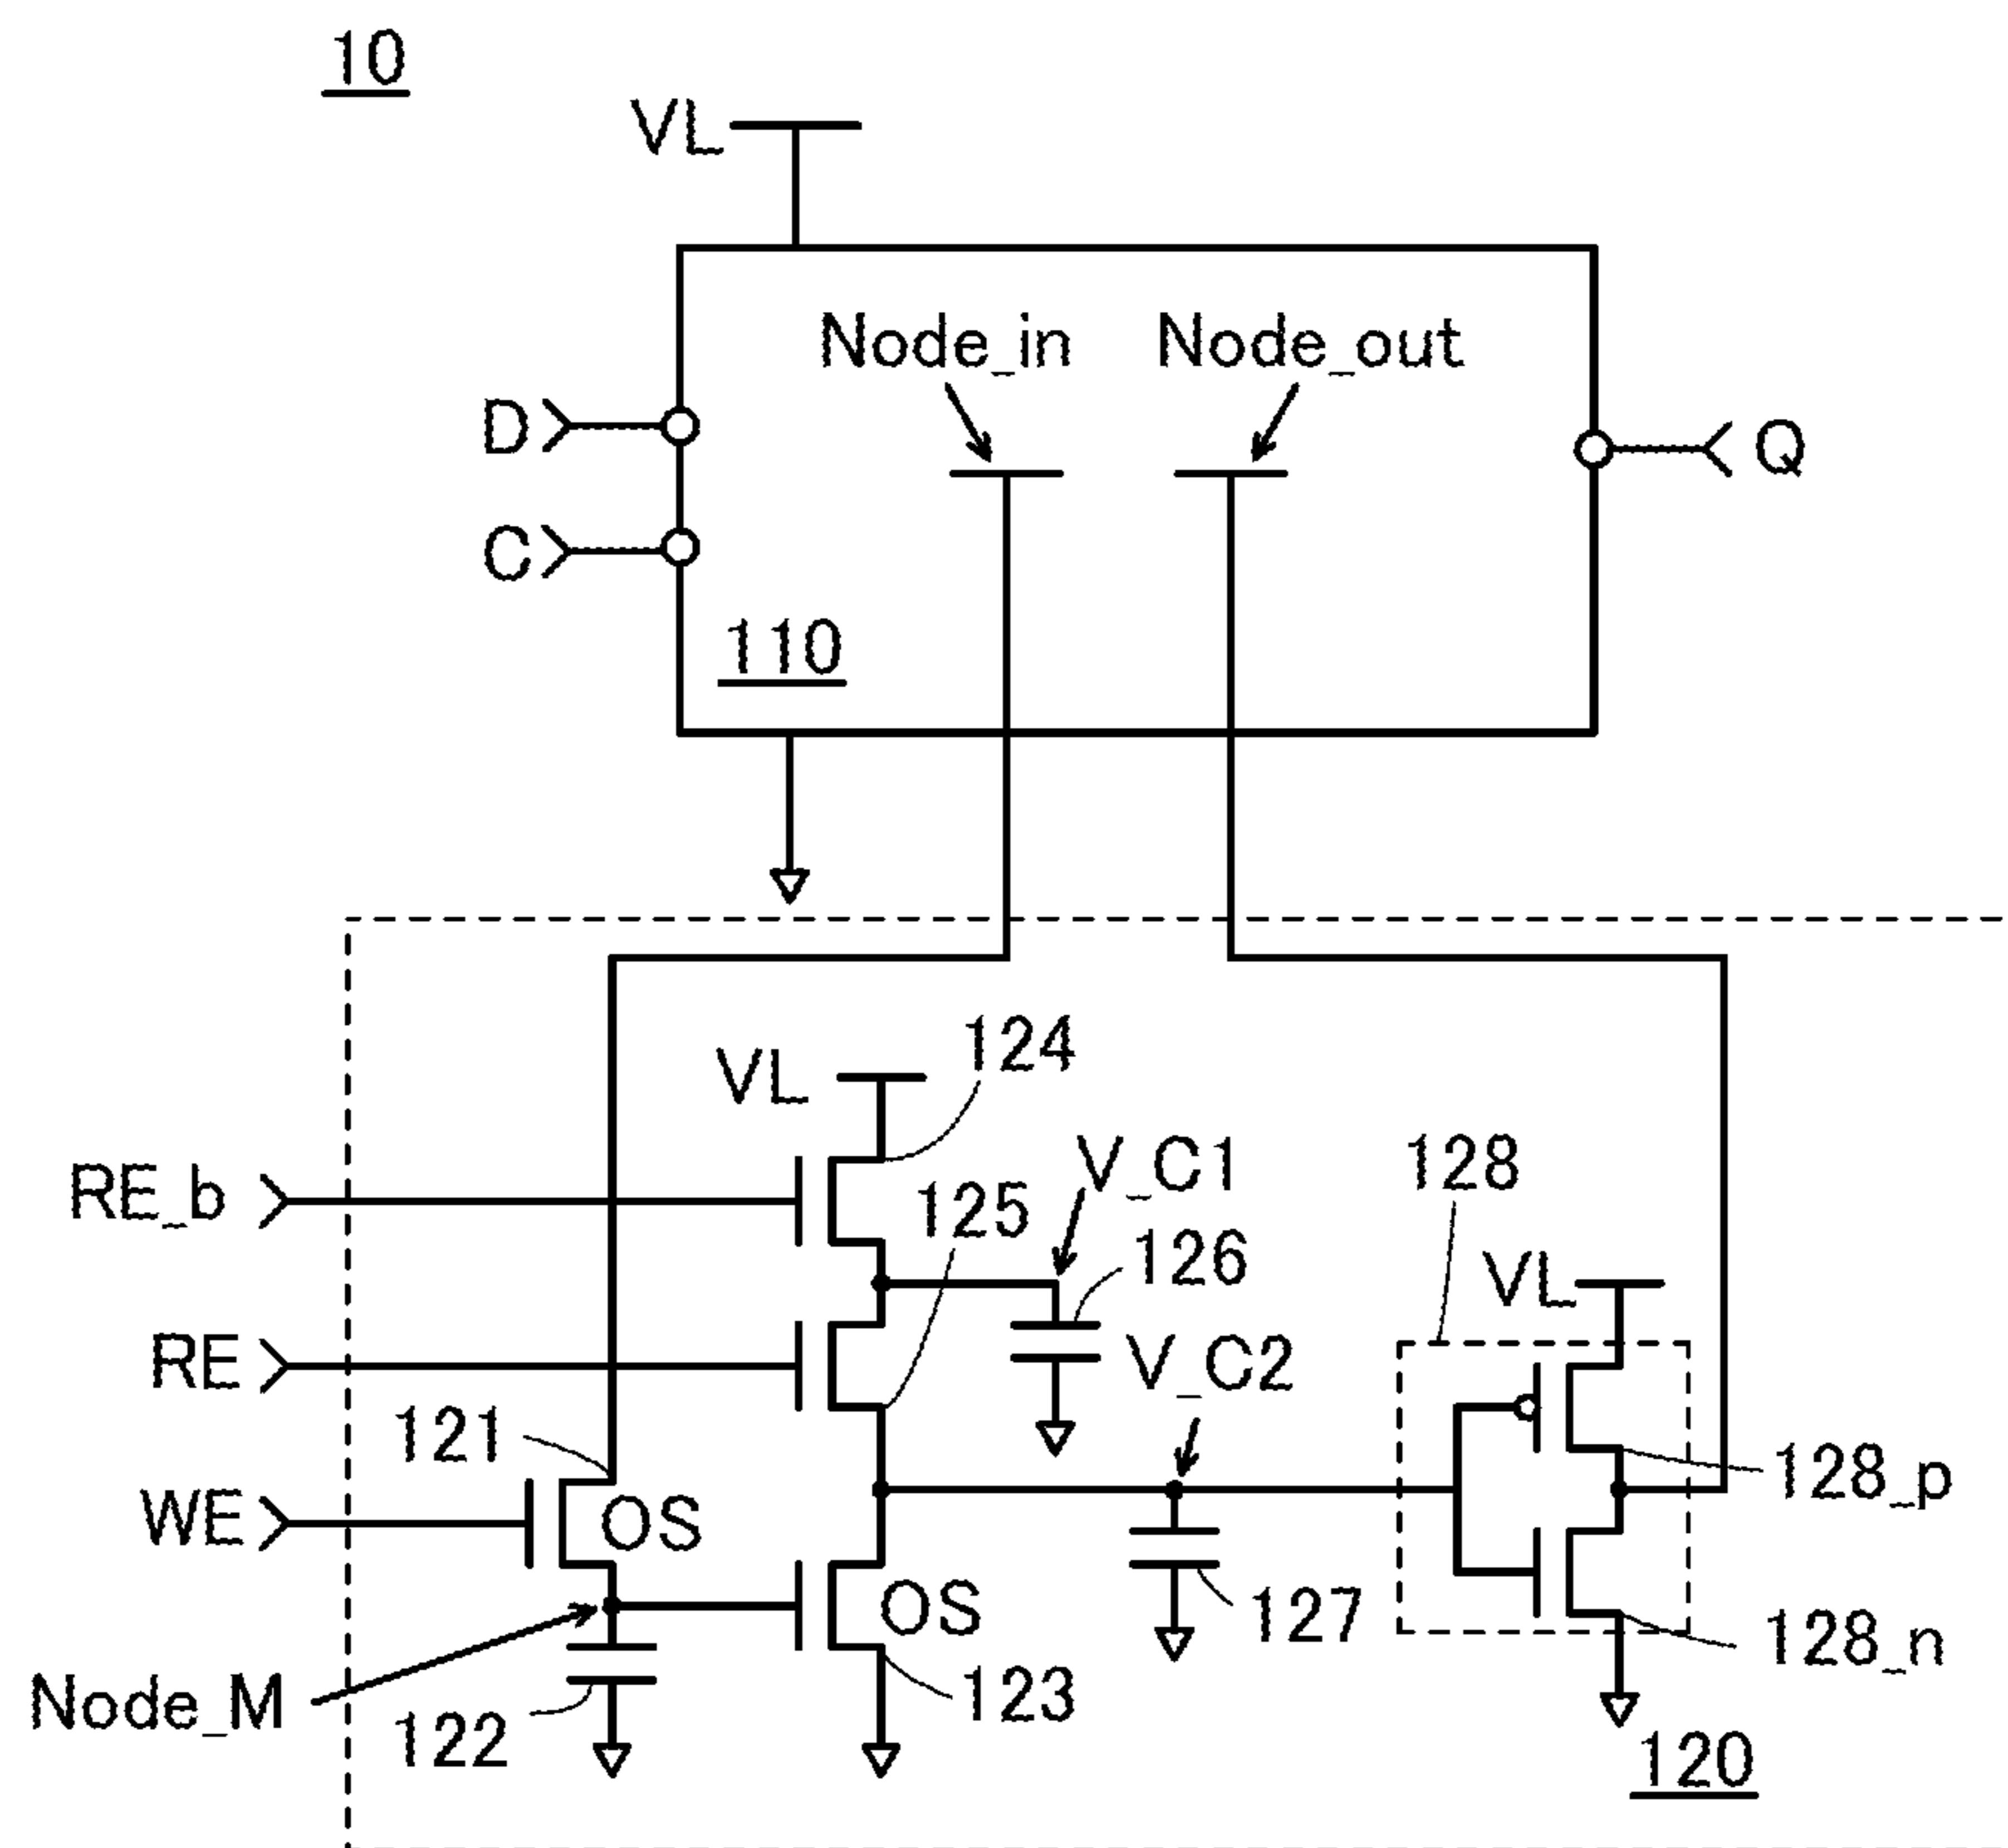 10
VL
Node_in
Node_out
D
Q
C
110
124
VL
V_C1
128
RE_b
125
126
VL
RE
V_C2
121
128_p
WE
OS
OS
127
128_n
Node_M
123
122
120